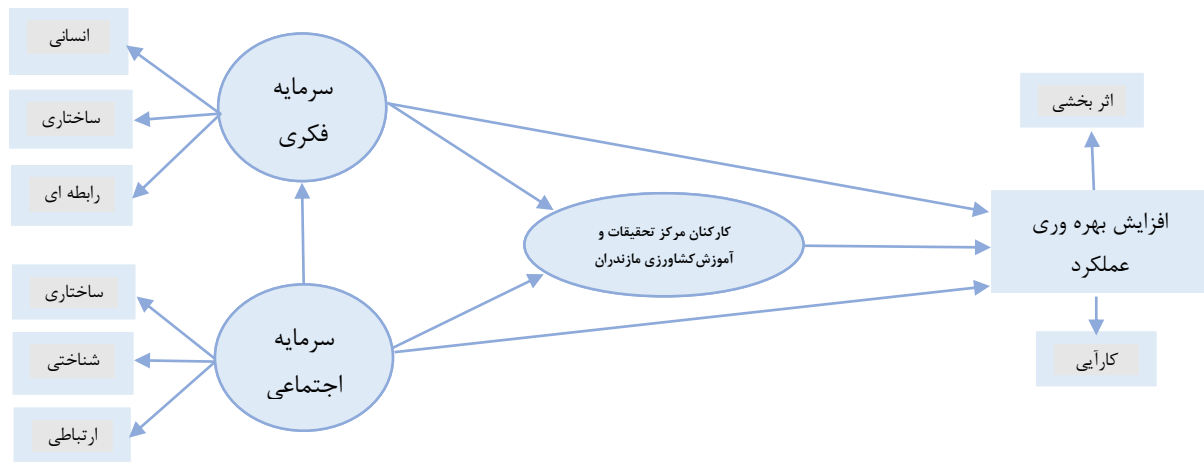 انسانی
ساختاری
رابطه ای
سرمایه
فکری
اثر بخشی
کارکنان مرکز تحقیقات و
آموزش کشاورزی مازندران
افزایش بهره وری
عملکرد
ساختاری
شناختی
ارتباطی
سرمایه
اجتماعی
کارآیی